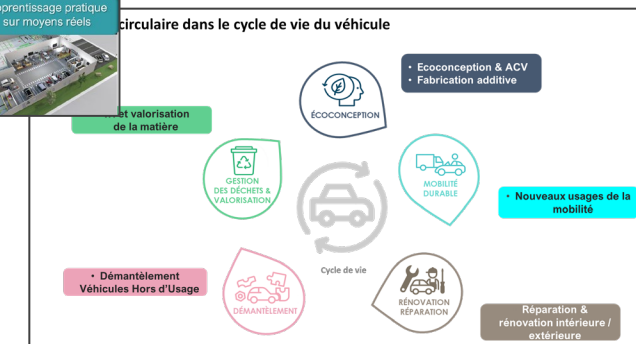 pprentissage pratique
sur moyens réels
circulaire dans le cycle de vie du véhicule
• Ecoconception & ACV
• Fabrication additive
ÉCOCONCEPTION
et valorisation
de la matière
GESTION
DES DÉCHETS &
VALORISATION
MOBILITÉ
DURABLE
• Nouveaux usages de la
mobilité
Cycle de vie
• Démantèlement
Véhicules Hors d'Usage
DÉMANTÈLEMENT
RÉNOVATION
RÉPARATION
Réparation &
rénovation intérieure /
extérieure